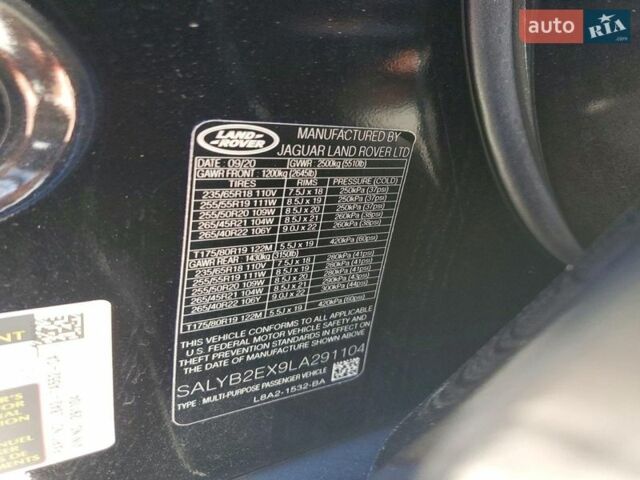 auto RIA.com
LAND-ROVER
MANUFACTURED BY
JAGUAR LAND ROVER LTD
DATE : 09/20 GVWR : 2500kg (5510lb)
GAWR FRONT : 1200kg (2645lb)
TIRES RIMS PRESSURE (COLD)
235/65R18 110V 7.5J x 18 250kPa (37psi)
255/55R19 111W 8.5J x 19 250kPa (37psi)
255/50R20 109W 8.5J x 20 250kPa (37psi)
265/45R21 104W 8.5J x 21 260kPa (38psi)
265/40R22 106Y 9.0J x 22 260kPa (38psi)
T175/80R19 122M 5.5J x 19 420kPa (60psi)
GAWR REAR : 1430kg (3150lb)
235/65R18 110V 7.5J x 18 280kPa (41psi)
255/55R19 111W 8.5J x 19 280kPa (41psi)
255/50R20 109W 8.5J x 20 280kPa (41psi)
265/45R21 104W 8.5J x 21 290kPa (43psi)
265/40R22 106Y 9.0J x 22 300kPa (44psi)
T175/80R19 122M 5.5J x 19 420kPa (60psi)
THIS VEHICLE CONFORMS TO ALL APPLICABLE
U.S. FEDERAL MOTOR VEHICLE SAFETY STANDARDS
IN EFFECT ON THE DATE OF MANUFACTURE
SHOWN ABOVE.
SALYB2EX9LA291104
TYPE : MULTI-PURPOSE PASSENGER VEHICLE
L8A2-1532-BA